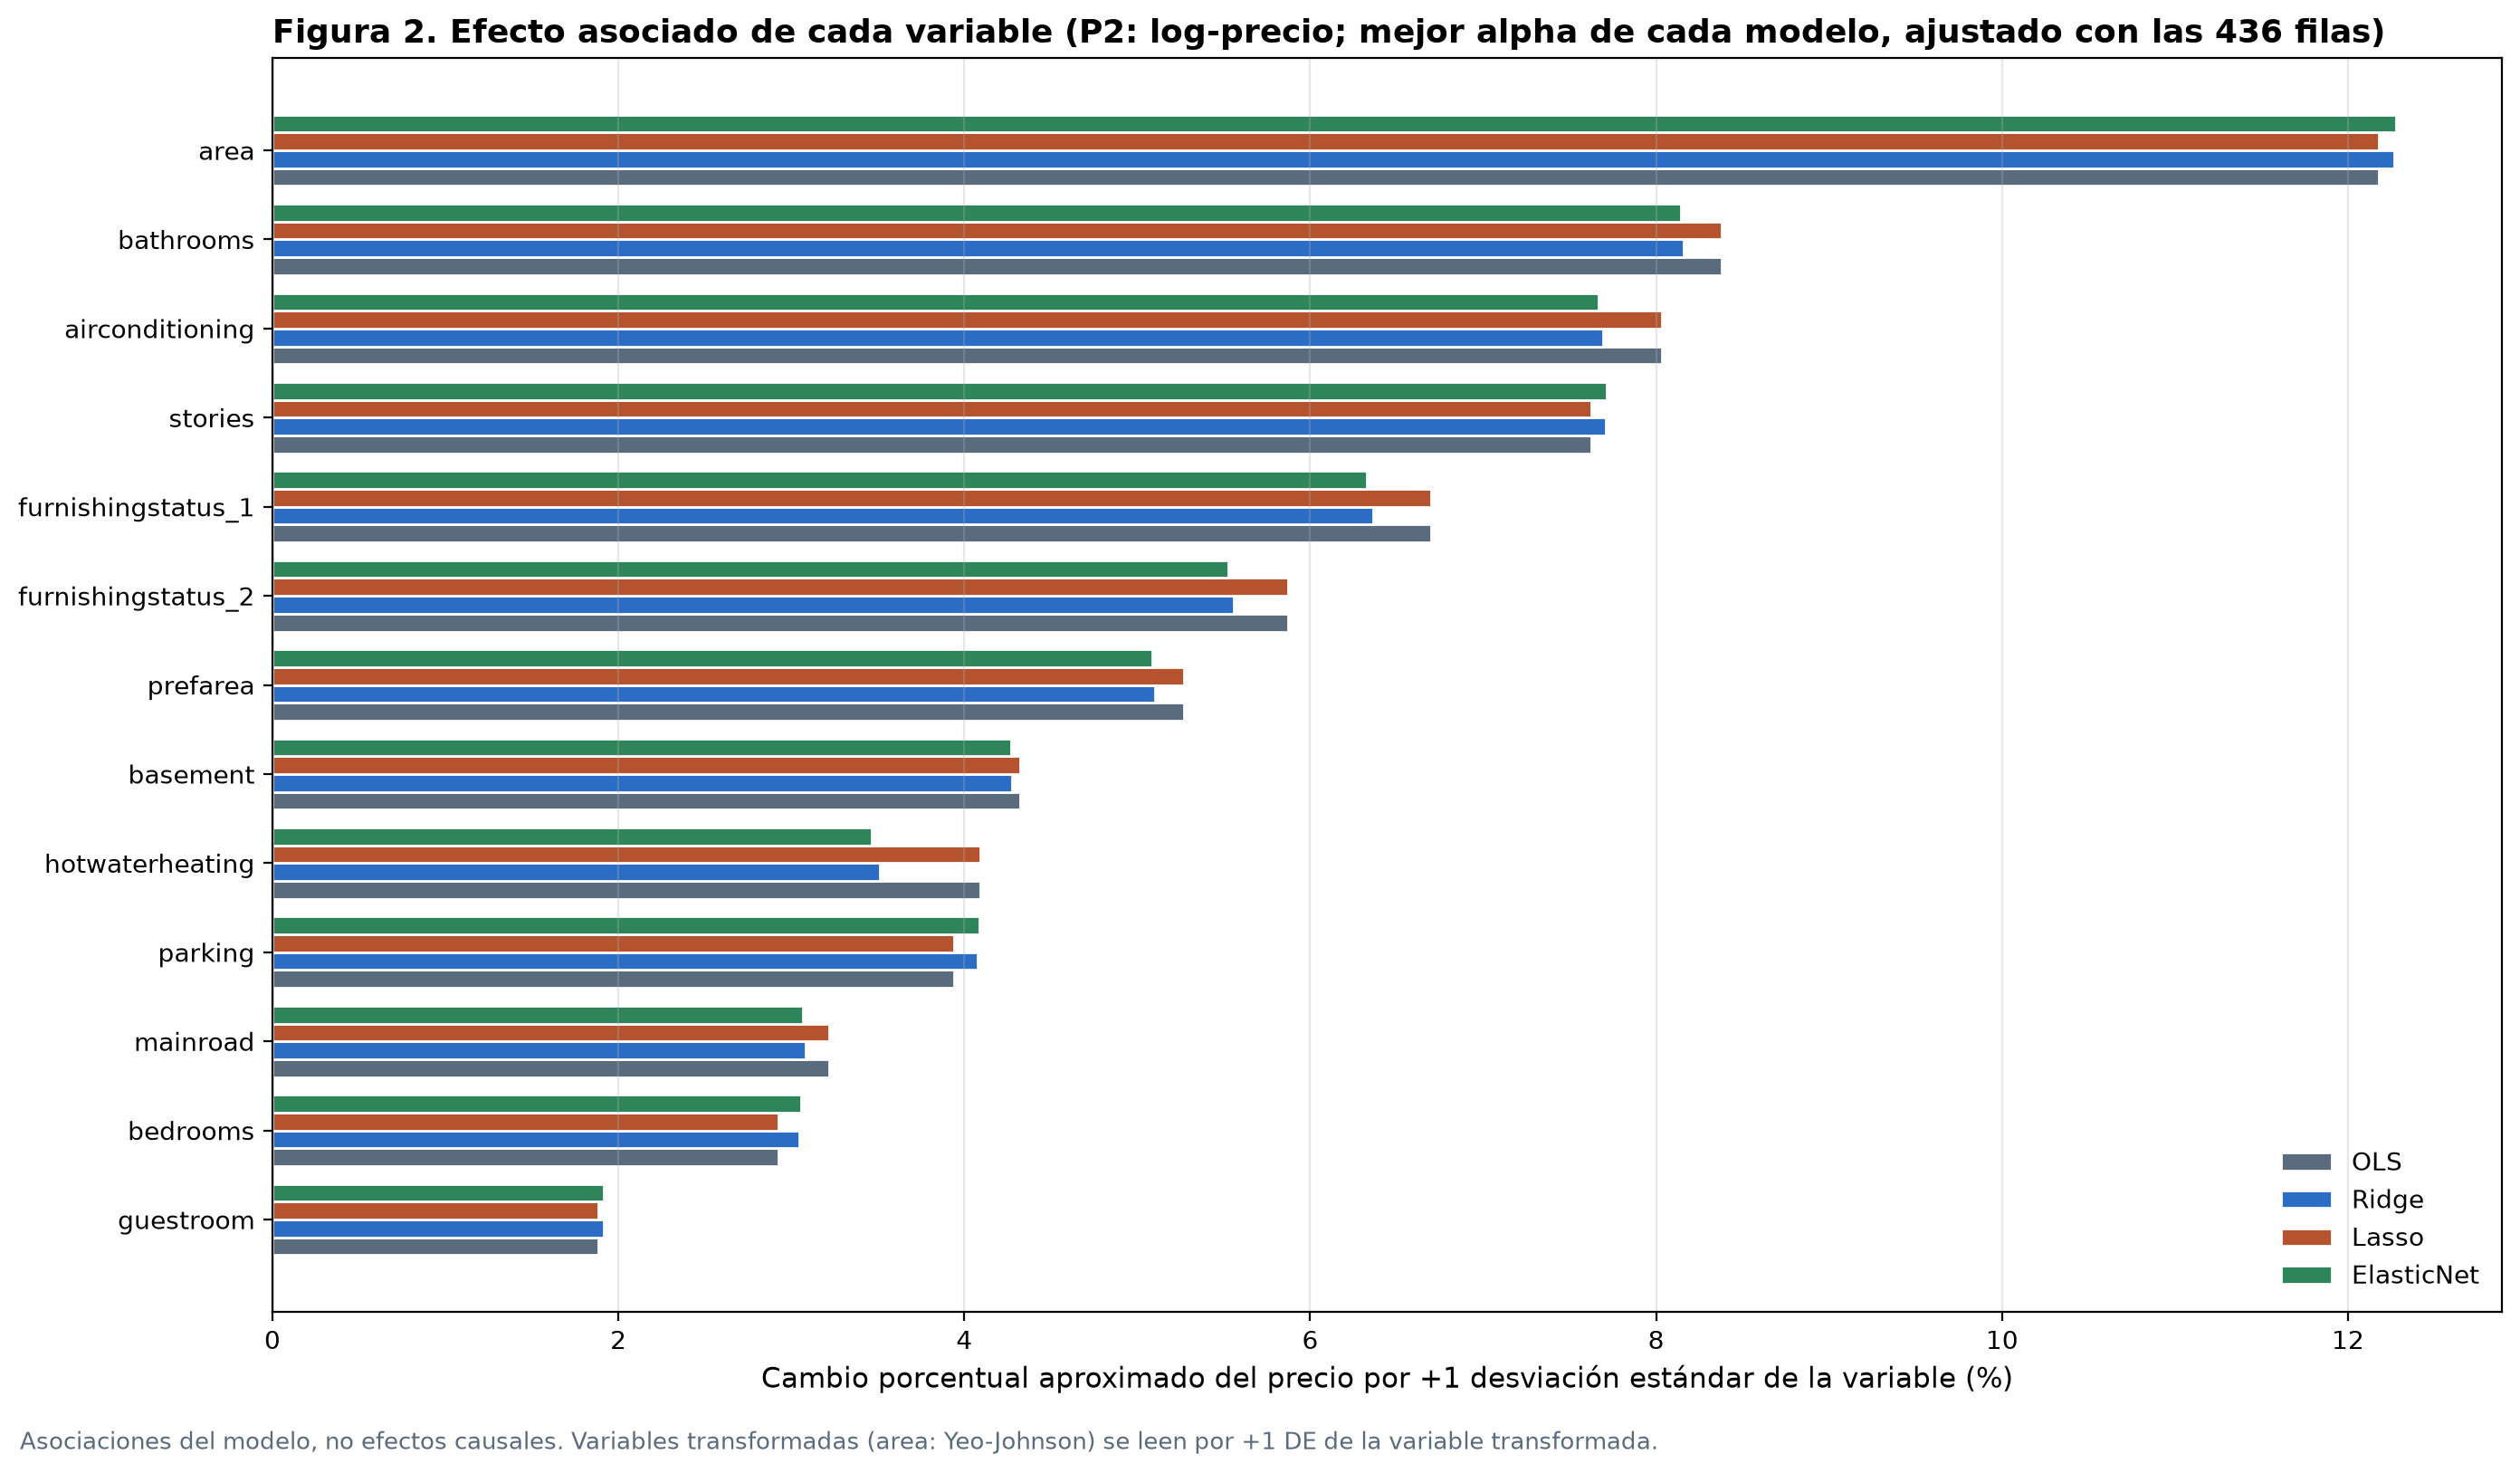 Figura 2. Efecto asociado de cada variable (P2: log-precio; mejor alpha de cada modelo, ajustado con las 436 filas)
area
bathrooms
airconditioning
stories
furnishingstatus_1
furnishingstatus_2
prefarea
basement
hotwaterheating
parking
mainroad
bedrooms
guestroom
OLS
Ridge
Lasso
ElasticNet
0 2 4 6 8 10 12
Cambio porcentual aproximado del precio por +1 desviación estándar de la variable (%)
Asociaciones del modelo, no efectos causales. Variables transformadas (area: Yeo-Johnson) se leen por +1 DE de la variable transformada.